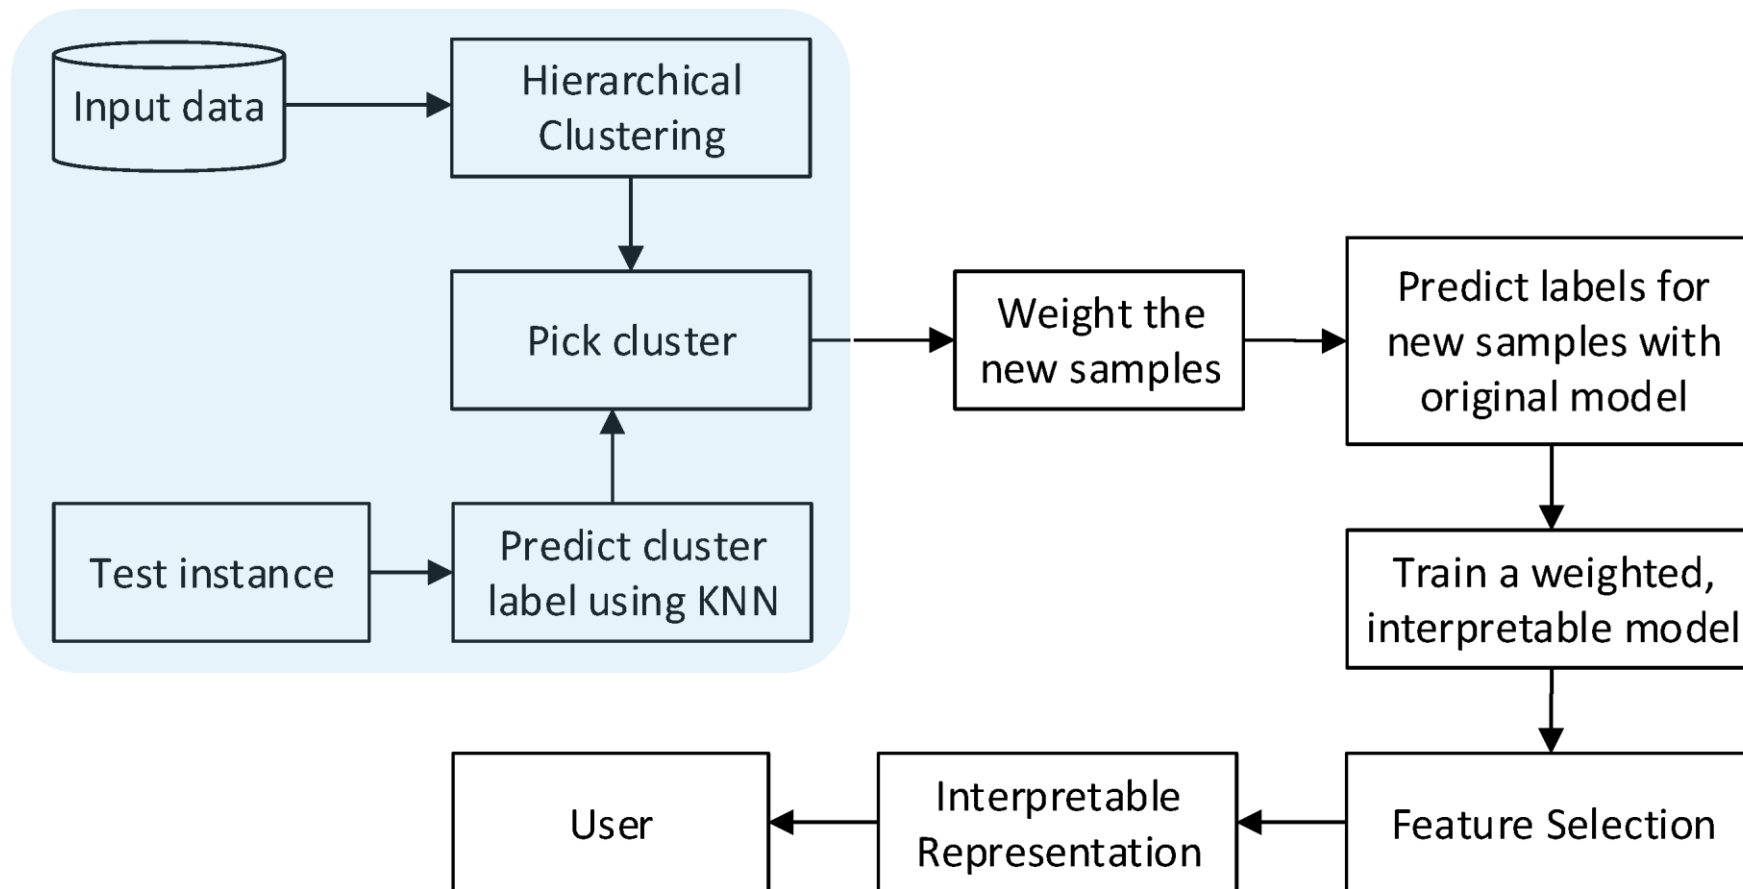 Input data
Hierarchical
Clustering
Pick cluster
Weight the
new samples
Predict labels for
new samples with
original model
Test instance
Predict cluster
label using KNN
Train a weighted,
interpretable model
User
Interpretable
Representation
Feature Selection